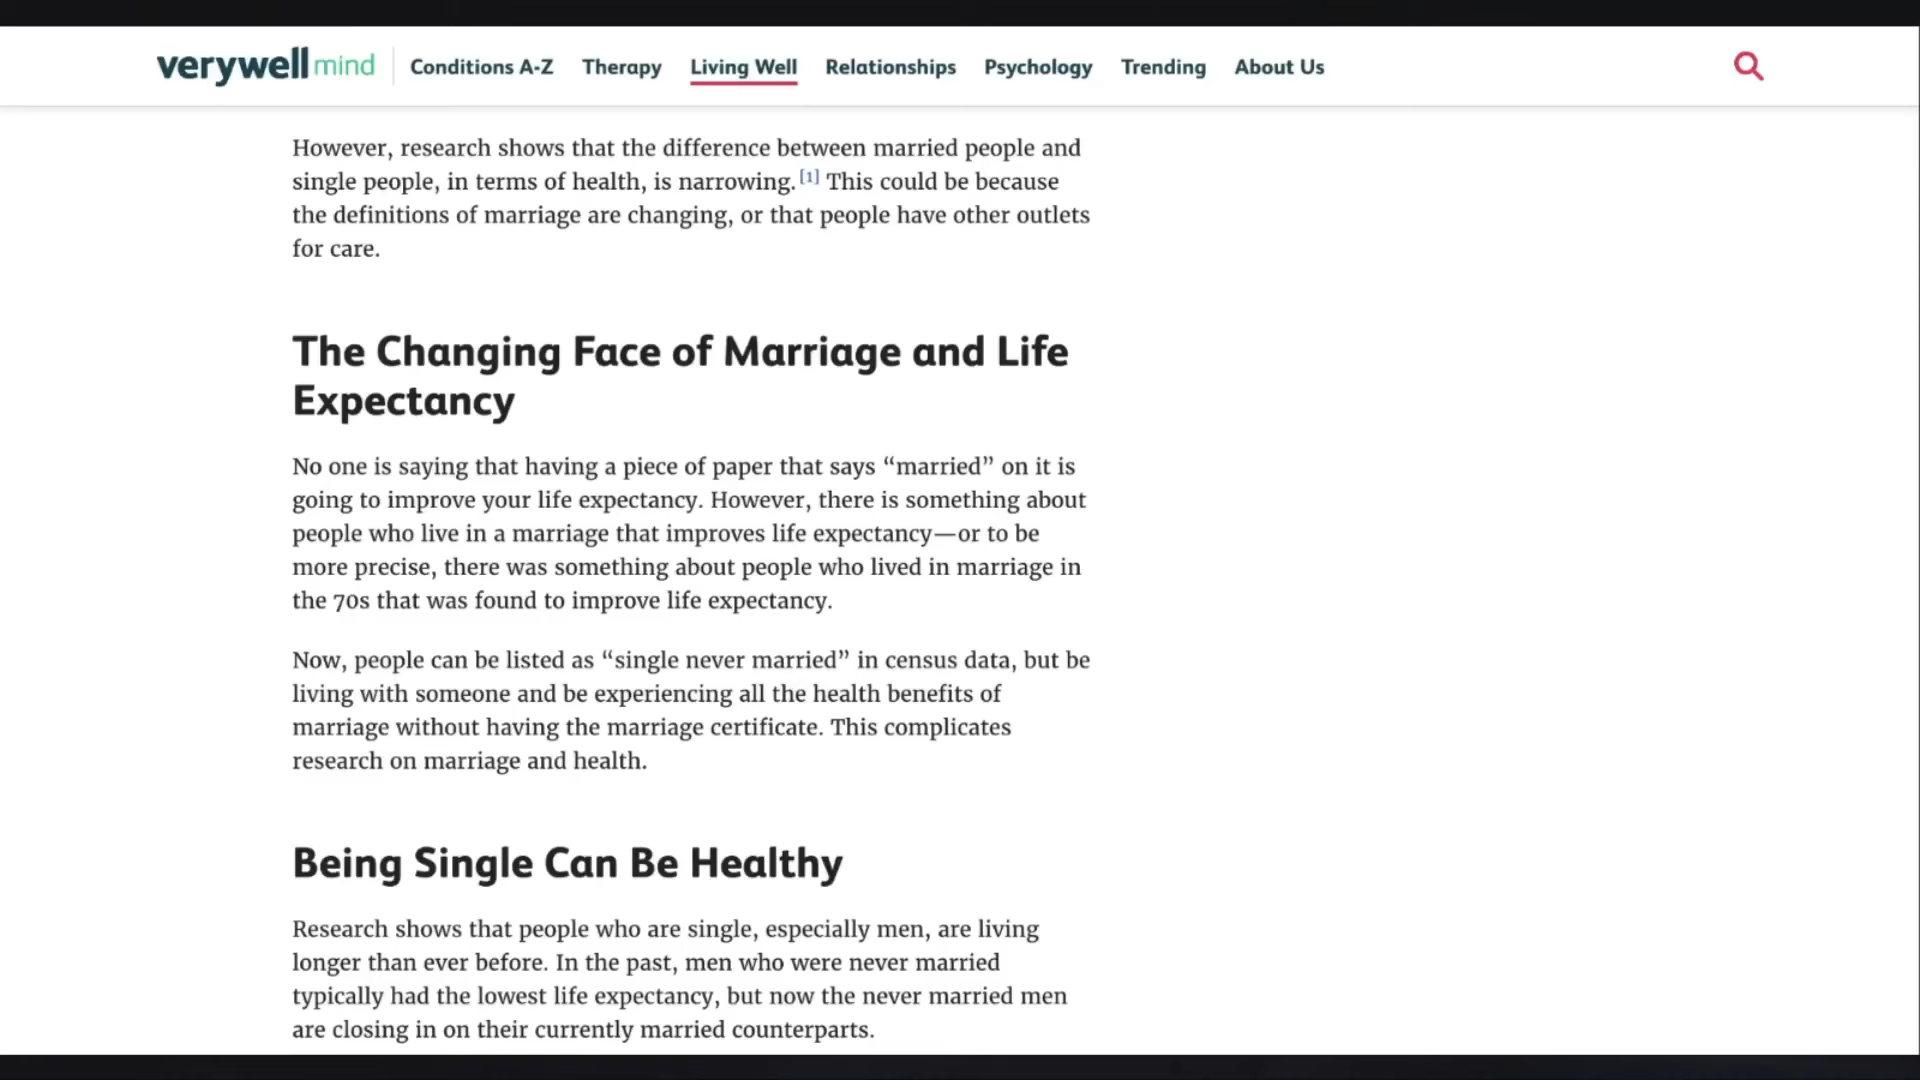 verywell mind Conditions A-Z Therapy Living Well Relationships Psychology Trending About Us
However, research shows that the difference between married people and
single people, in terms of health, is narrowing. [1] This could be because
the definitions of marriage are changing, or that people have other outlets
for care.
The Changing Face of Marriage and Life
Expectancy
No one is saying that having a piece of paper that says “married” on it is
going to improve your life expectancy. However, there is something about
people who live in a marriage that improves life expectancy—or to be
more precise, there was something about people who lived in marriage in
the 70s that was found to improve life expectancy.
Now, people can be listed as “single never married” in census data, but be
living with someone and be experiencing all the health benefits of
marriage without having the marriage certificate. This complicates
research on marriage and health.
Being Single Can Be Healthy
Research shows that people who are single, especially men, are living
longer than ever before. In the past, men who were never married
typically had the lowest life expectancy, but now the never married men
are closing in on their currently married counterparts.